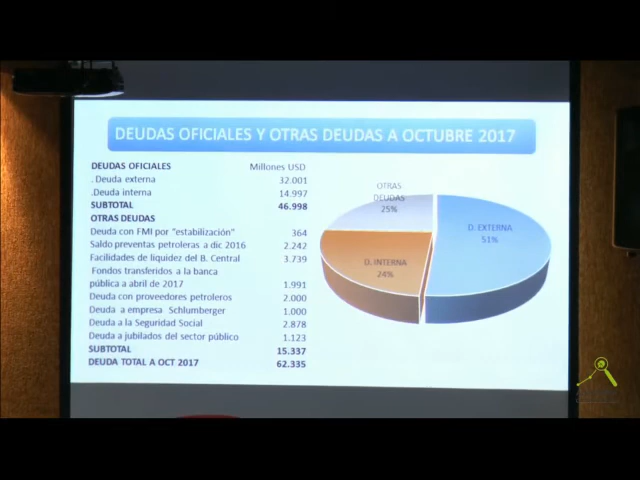 DEUDAS OFICIALES Y OTRAS DEUDAS A OCTUBRE 2017
DEUDAS OFICIALES Millones USD
. Deuda externa 32.001
.Deuda interna 14.997
SUBTOTAL 46.998
OTRAS DEUDAS
Deuda con FMI por "estabilización" 364
Saldo preventas petroleras a dic 2016 2.242
Facilidades de liquidez del B. Central 3.739
Fondos transferidos a la banca
pública a abril de 2017 1.991
Deuda con proveedores petroleros 2.000
Deuda a empresa Schlumberger 1.000
Deuda a la Seguridad Social 2.878
Deuda a jubilados del sector público 1.123
SUBTOTAL 15.337
DEUDA TOTAL A OCT 2017 62.335
OTRAS
DEUDAS
25%
D. EXTERNA
51%
D. INTERNA
24%